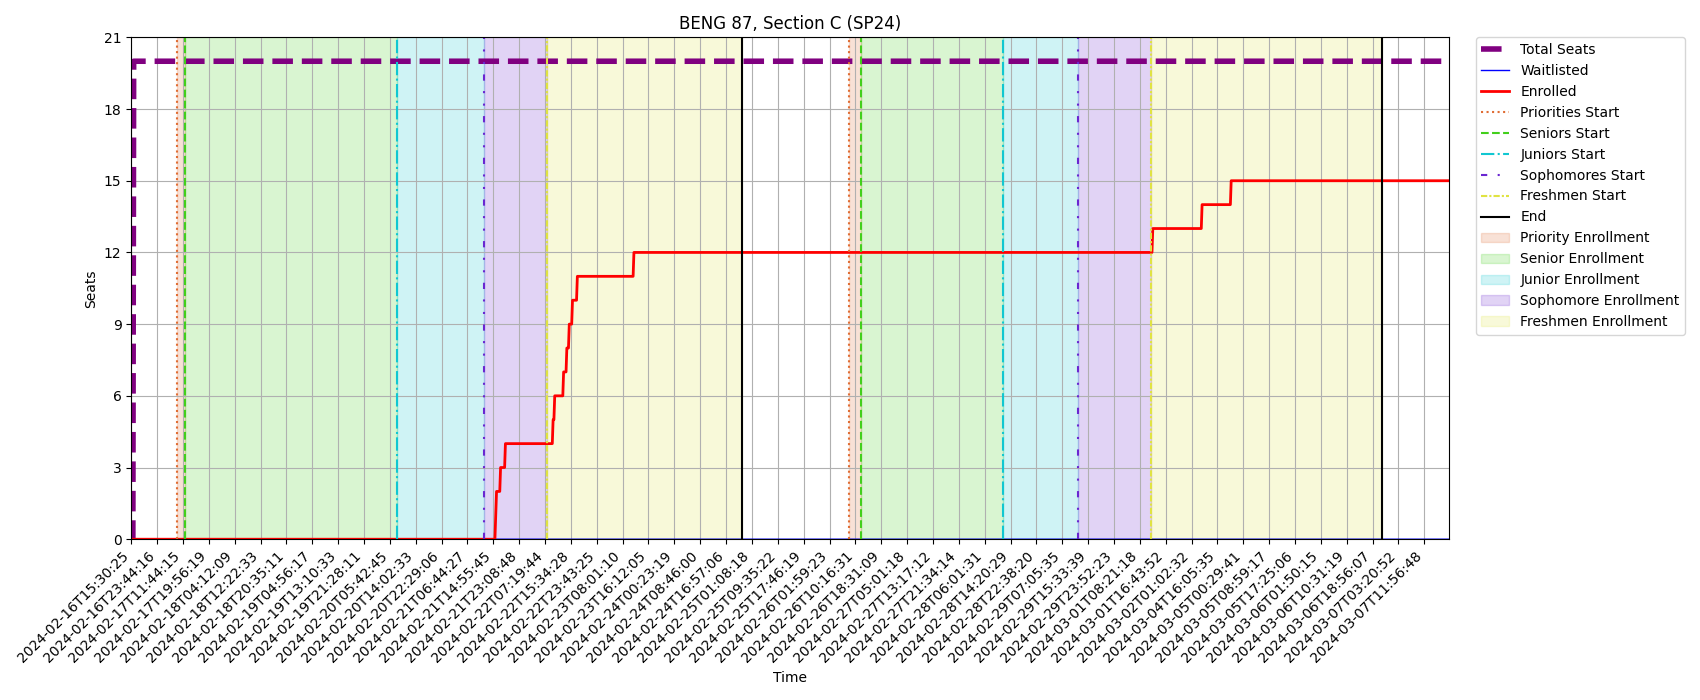 BENG 87, Section C (SP24)
21
18
15
12
9
6
3
0
Seats
2024-02-16T15:30:25
2024-02-16T23:44:16
2024-02-17T11:44:15
2024-02-17T19:56:19
2024-02-18T04:12:09
2024-02-18T12:22:33
2024-02-18T20:35:11
2024-02-19T04:56:17
2024-02-19T13:10:33
2024-02-19T21:28:11
2024-02-20T05:42:45
2024-02-20T14:02:33
2024-02-20T22:29:06
2024-02-21T06:44:27
2024-02-21T14:55:45
2024-02-21T23:08:48
2024-02-22T07:19:44
2024-02-22T15:34:28
2024-02-22T23:43:25
2024-02-23T08:01:10
2024-02-23T16:12:05
2024-02-24T00:23:19
2024-02-24T08:46:00
2024-02-24T16:57:06
2024-02-25T01:08:18
2024-02-25T09:35:22
2024-02-25T17:46:19
2024-02-26T01:59:23
2024-02-26T10:16:31
2024-02-26T18:31:09
2024-02-27T05:01:18
2024-02-27T13:17:12
2024-02-27T21:34:14
2024-02-28T06:01:31
2024-02-28T14:20:29
2024-02-28T22:38:20
2024-02-29T07:05:35
2024-02-29T15:33:39
2024-02-29T23:52:23
2024-03-01T08:21:18
2024-03-01T16:43:52
2024-03-02T01:02:32
2024-03-04T16:05:35
2024-03-05T00:29:41
2024-03-05T08:59:17
2024-03-05T17:25:06
2024-03-06T01:50:15
2024-03-06T10:31:19
2024-03-06T18:56:07
2024-03-07T03:20:52
2024-03-07T11:56:48
Time
Total Seats
Waitlisted
Enrolled
Priorities Start
Seniors Start
Juniors Start
Sophomores Start
Freshmen Start
End
Priority Enrollment
Senior Enrollment
Junior Enrollment
Sophomore Enrollment
Freshmen Enrollment